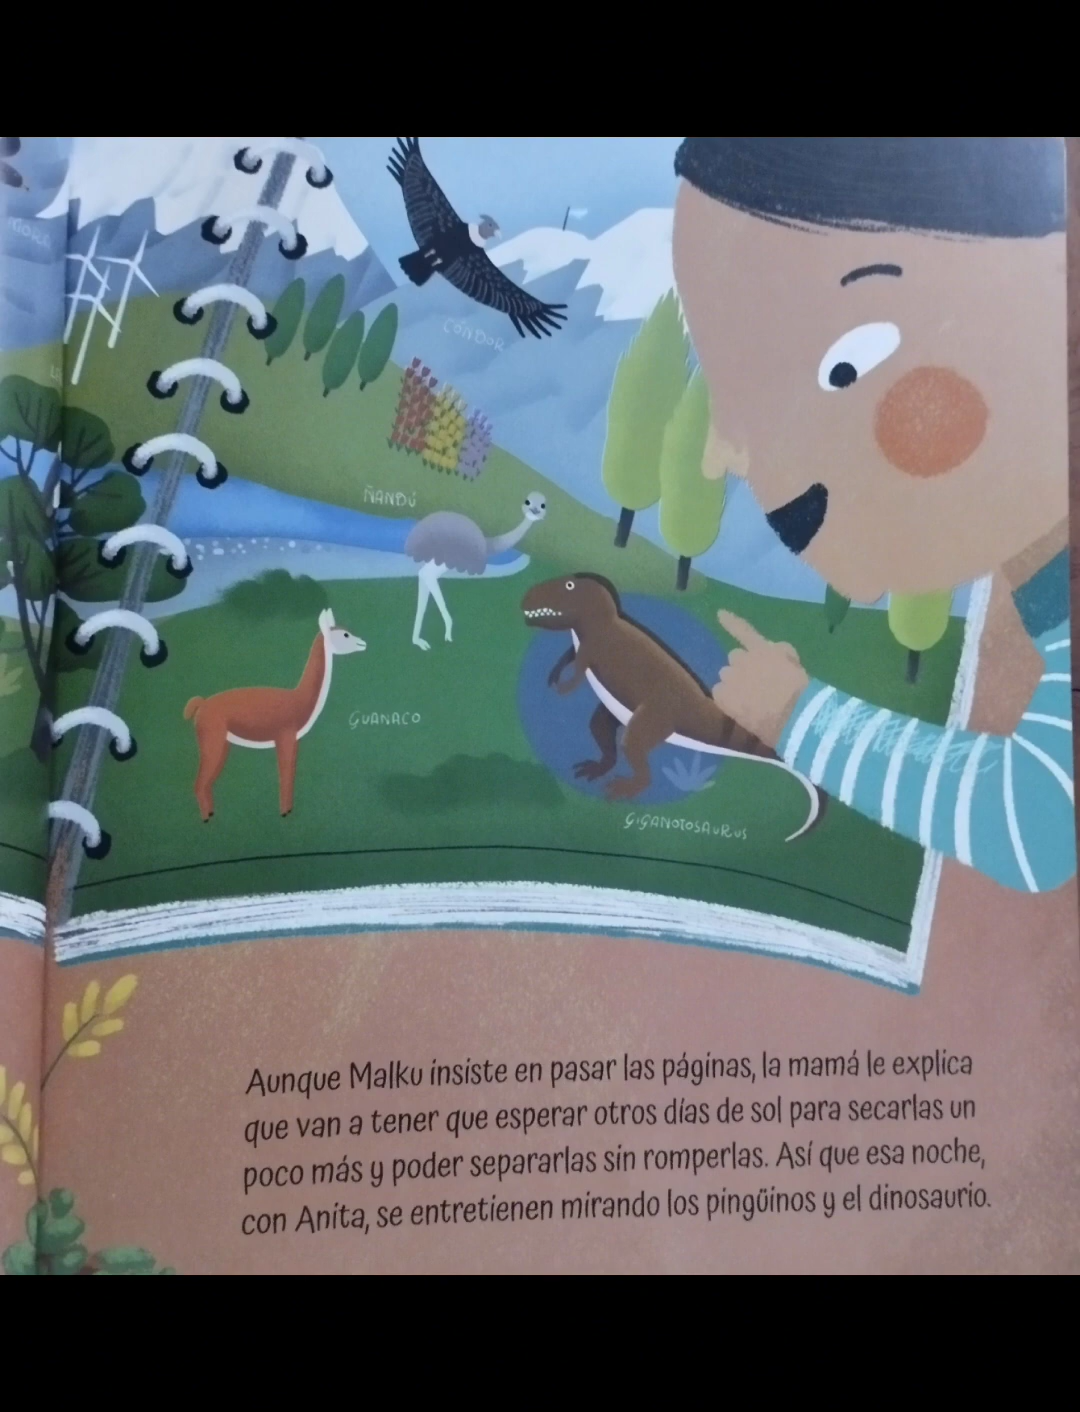 CÓNDOR
ÑANDÚ
GUANACO
GIGANOTOSAURUS
Aunque Malku insiste en pasar las páginas, la mamá le explica
que van a tener que esperar otros días de sol para secarlas un
poco más y poder separarlas sin romperlas. Así que esa noche,
con Anita, se entretienen mirando los pingüinos y el dinosaurio.